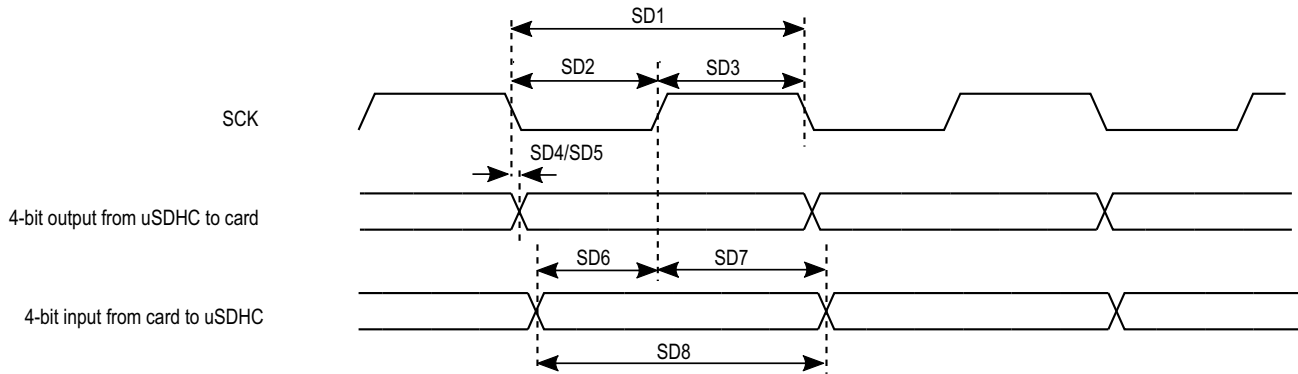 SD1
SD2
SD3
SCK
SD4/SD5
4-bit output from uSDHC to card
SD6
SD7
4-bit input from card to uSDHC
SD8